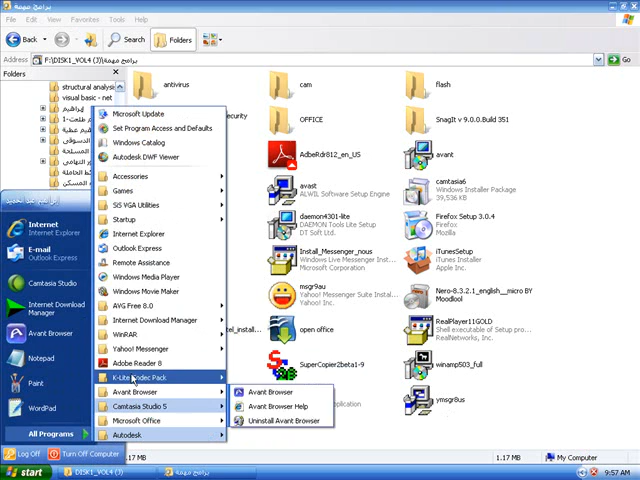 برامج مهمة
File Edit View Favorites Tools Help
Back Search Folders
Address F:\DISK1_VOL4 (J)\برامج مهمة Go
Folders
structural analysis
visual basic - net
antivirus
cam
flash
OFFICE
SnagIt v 9.0.0.Build 351
AdbeRdr812_en_US
avant
avast
ALWIL Software Setup Engine
camtasia6
Windows Installer Package
39,536 KB
daemon4301-lite
DAEMON Tools Lite Setup
DT Soft Ltd.
Firefox Setup 3.0.4
Firefox
Mozilla
Install_Messenger_nous
Windows Live Messenger Install...
Microsoft Corporation
iTunesSetup
iTunes Installer
Apple Inc.
msgr9au
Yahoo! Messenger Suite Instal...
Yahoo! Inc.
Nero-8.3.2.1_english__micro BY
Moodlool
open office
RealPlayer11GOLD
Shell executable of Setup pro...
RealNetworks, Inc.
SuperCopier2beta1-9
winamp503_full
ymsgr8us
Internet
Internet Explorer
E-mail
Outlook Express
Camtasia Studio
Internet Download
Manager
Avant Browser
Notepad
Paint
WordPad
All Programs
Log Off Turn Off Computer
Microsoft Update
Set Program Access and Defaults
Windows Catalog
Autodesk DWF Viewer
Accessories
Games
SiS VGA Utilities
Startup
Internet Explorer
Outlook Express
Remote Assistance
Windows Media Player
Windows Movie Maker
AVG Free 8.0
Internet Download Manager
WinRAR
Yahoo! Messenger
Adobe Reader 8
K-Lite Codec Pack
Avant Browser
Camtasia Studio 5
Microsoft Office
Autodesk
Avant Browser
Avant Browser Help
Uninstall Avant Browser
1.17 MB 1.17 MB My Computer
start DISK1_VOL4 (J) برامج مهمة 9:57 AM